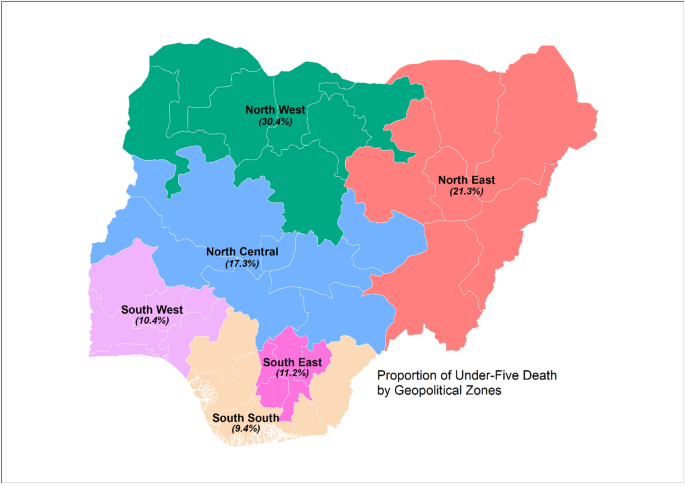 North West
(30.4%)
North East
(21.3%)
North Central
(17.3%)
South West
(10.4%)
South East
(11.2%)
Proportion of Under-Five Death
by Geopolitical Zones
South South
(9.4%)